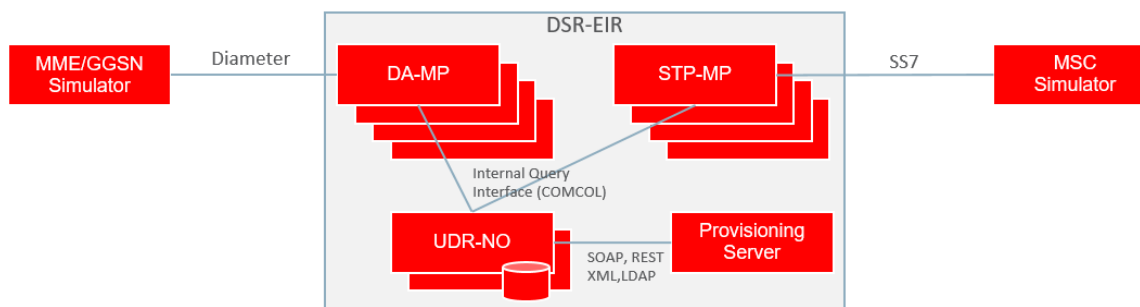 DSR-EIR
MME/GGSN
Simulator
Diameter
DA-MP
STP-MP
SS7
MSC
Simulator
Internal Query
Interface (COMCOL)
UDR-NO
SOAP, REST
XML,LDAP
Provisioning
Server